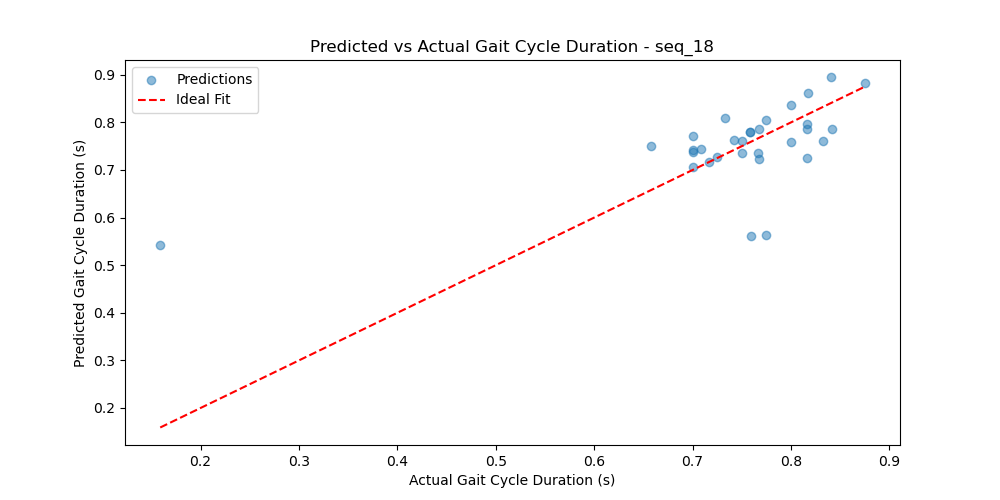 Predicted vs Actual Gait Cycle Duration - seq_18
Predictions
Ideal Fit
Predicted Gait Cycle Duration (s)
0.9
0.8
0.7
0.6
0.5
0.4
0.3
0.2
0.2 0.3 0.4 0.5 0.6 0.7 0.8 0.9
Actual Gait Cycle Duration (s)